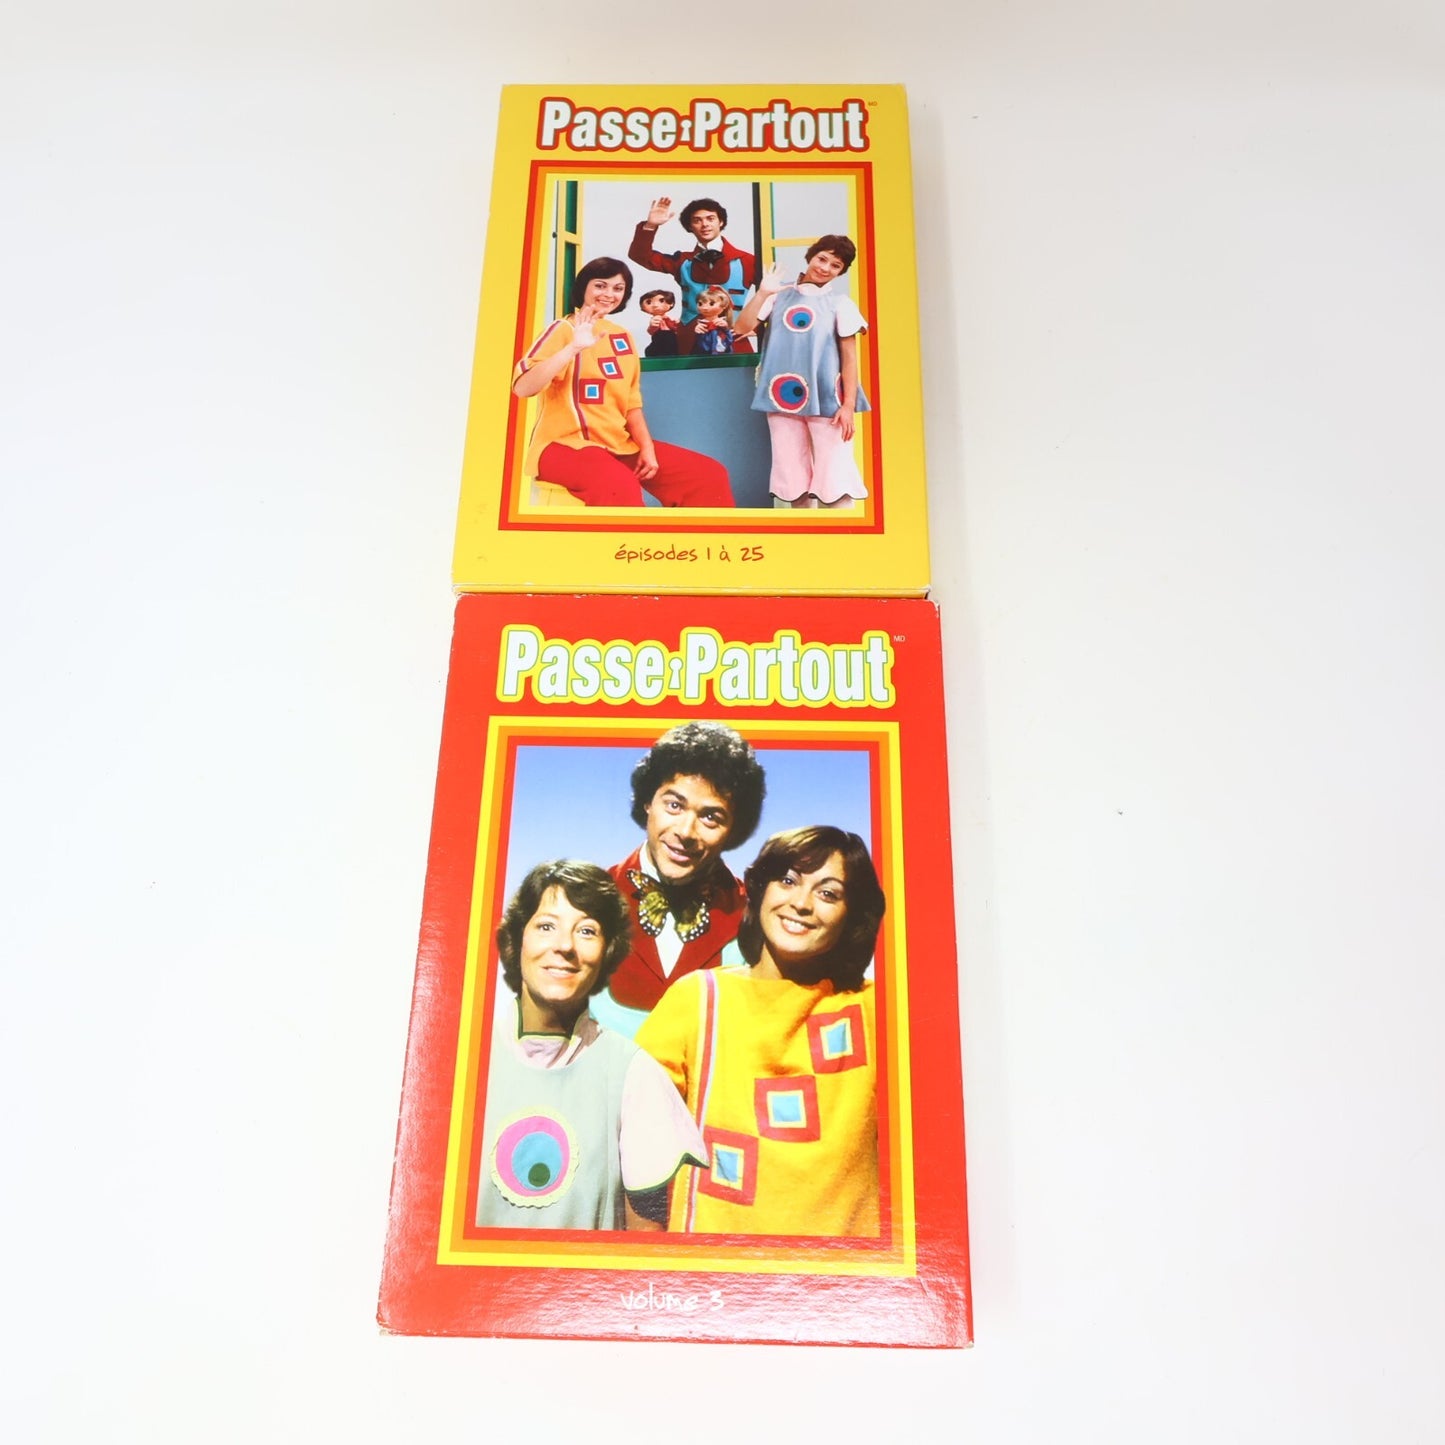 Passe-Partout MD
épisodes 1 à 25
Passe-Partout MD
volume 3